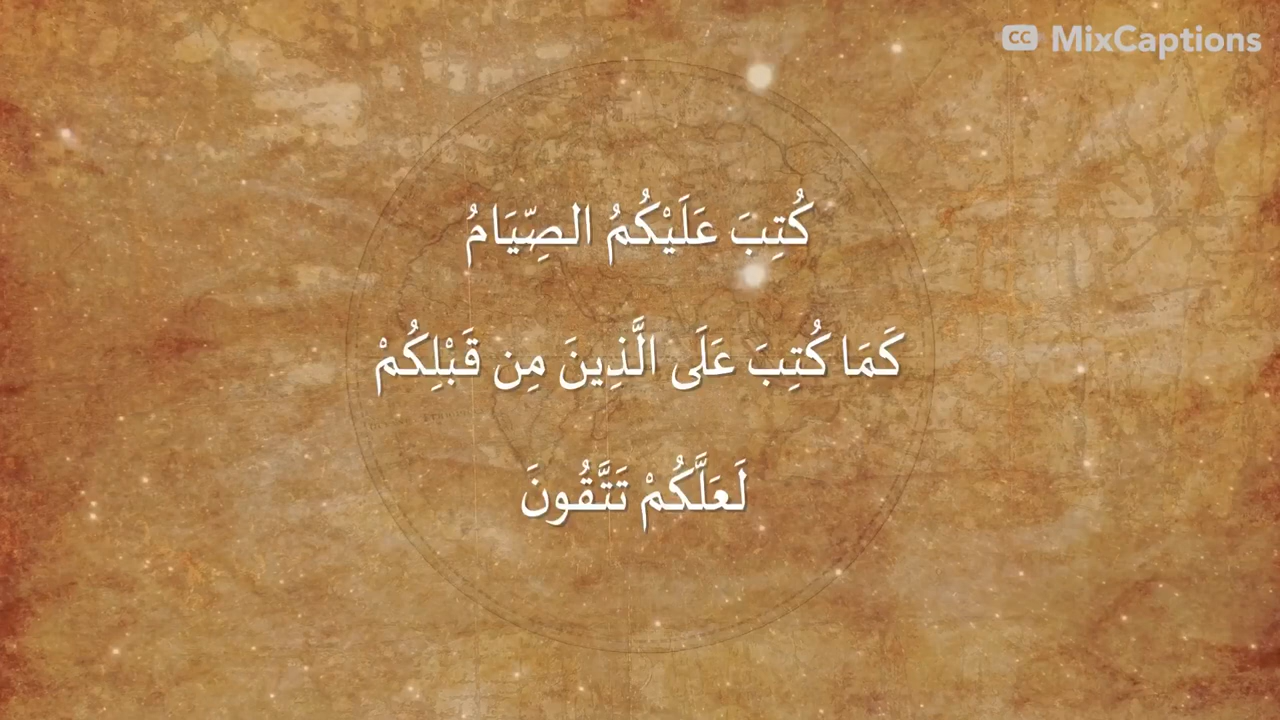 MixCaptions
كُتِبَ عَلَيْكُمُ الصِّيَامُ
كَمَا كُتِبَ عَلَى الَّذِينَ مِن قَبْلِكُمْ
لَعَلَّكُمْ تَتَّقُونَ